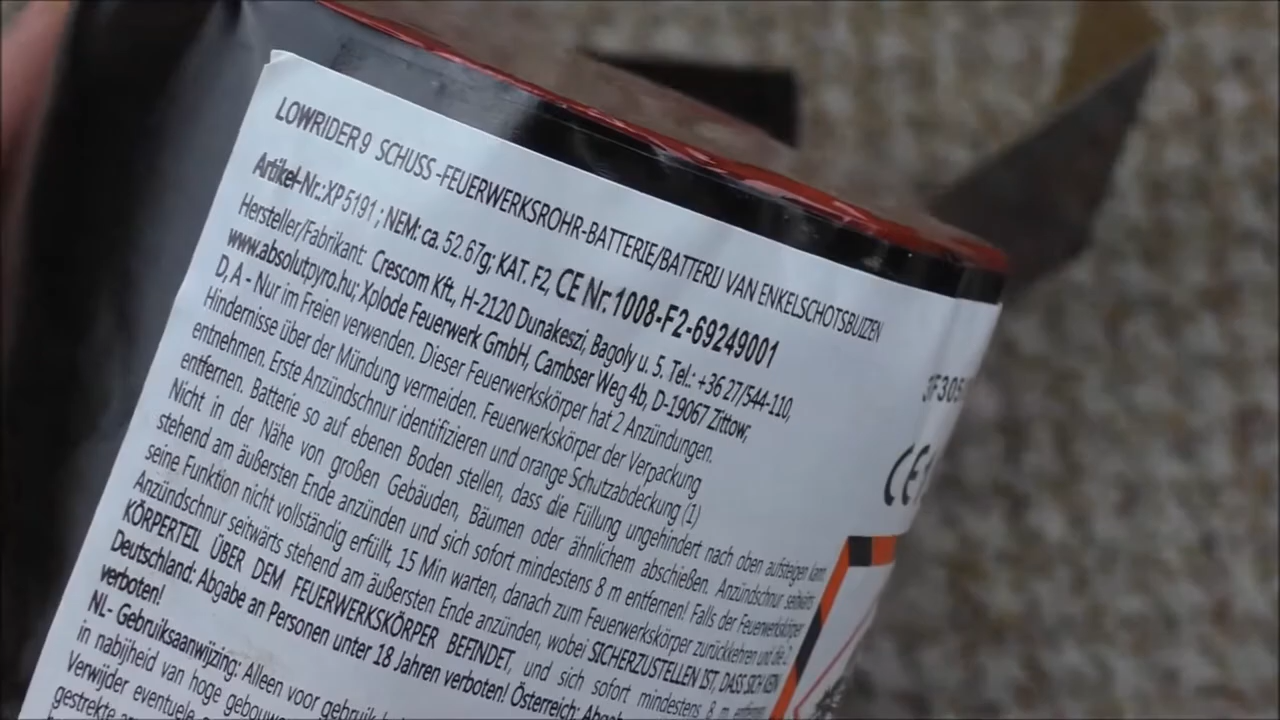 LOWRIDER 9 SCHUSS -FEUERWERKSROHR-BATTERIE/BATTERIJ VAN ENKELSCHOTSBUIZEN
Artikel-Nr.:XP5191 ; NEM: ca. 52.67g; KAT. F2, CE Nr.:1008-F2-69249001
Hersteller/Fabrikant: Crescom Kft, H-2120 Dunakeszi, Bagoly u. 5, Tel.: +36 27/544-110,
www.absolutpyro.hu; Xplode Feuerwerk GmbH, Cambser Weg 4b, D-19067 Zittow;
D, A - Nur im Freien verwenden. Dieser Feuerwerkskörper hat 2 Anzündungen.
Hindernisse über der Mündung vermeiden. Feuerwerkskörper der Verpackung
entnehmen. Erste Anzündschnur identifizieren und orange Schutzabdeckung (1)
entfernen. Batterie so auf ebenen Boden stellen, dass die Füllung ungehindert nach oben aufsteigen kann.
Nicht in der Nähe von großen Gebäuden, Bäumen oder ähnlichem abschießen. Anzündschnur seitwärts
stehend am äußersten Ende anzünden und sich sofort mindestens 8 m entfernen! Falls der Feuerwerkskörper
seine Funktion nicht vollständig erfüllt, 15 Min warten, danach zum Feuerwerkskörper zurückkehren und die 2.
Anzündschnur seitwärts stehend am äußersten Ende anzünden, wobei SICHERZUSTELLEN IST, DASS SICH KEIN
KÖRPERTEIL ÜBER DEM FEUERWERKSKÖRPER BEFINDET, und sich sofort mindestens 8 m entfernen.
Deutschland: Abgabe an Personen unter 18 Jahren verboten! Österreich:
verboten!
NL- Gebruiksaanwijzing: Alleen voor gebruik
in nabijheid van hoge
Verwijder eventuele
CE